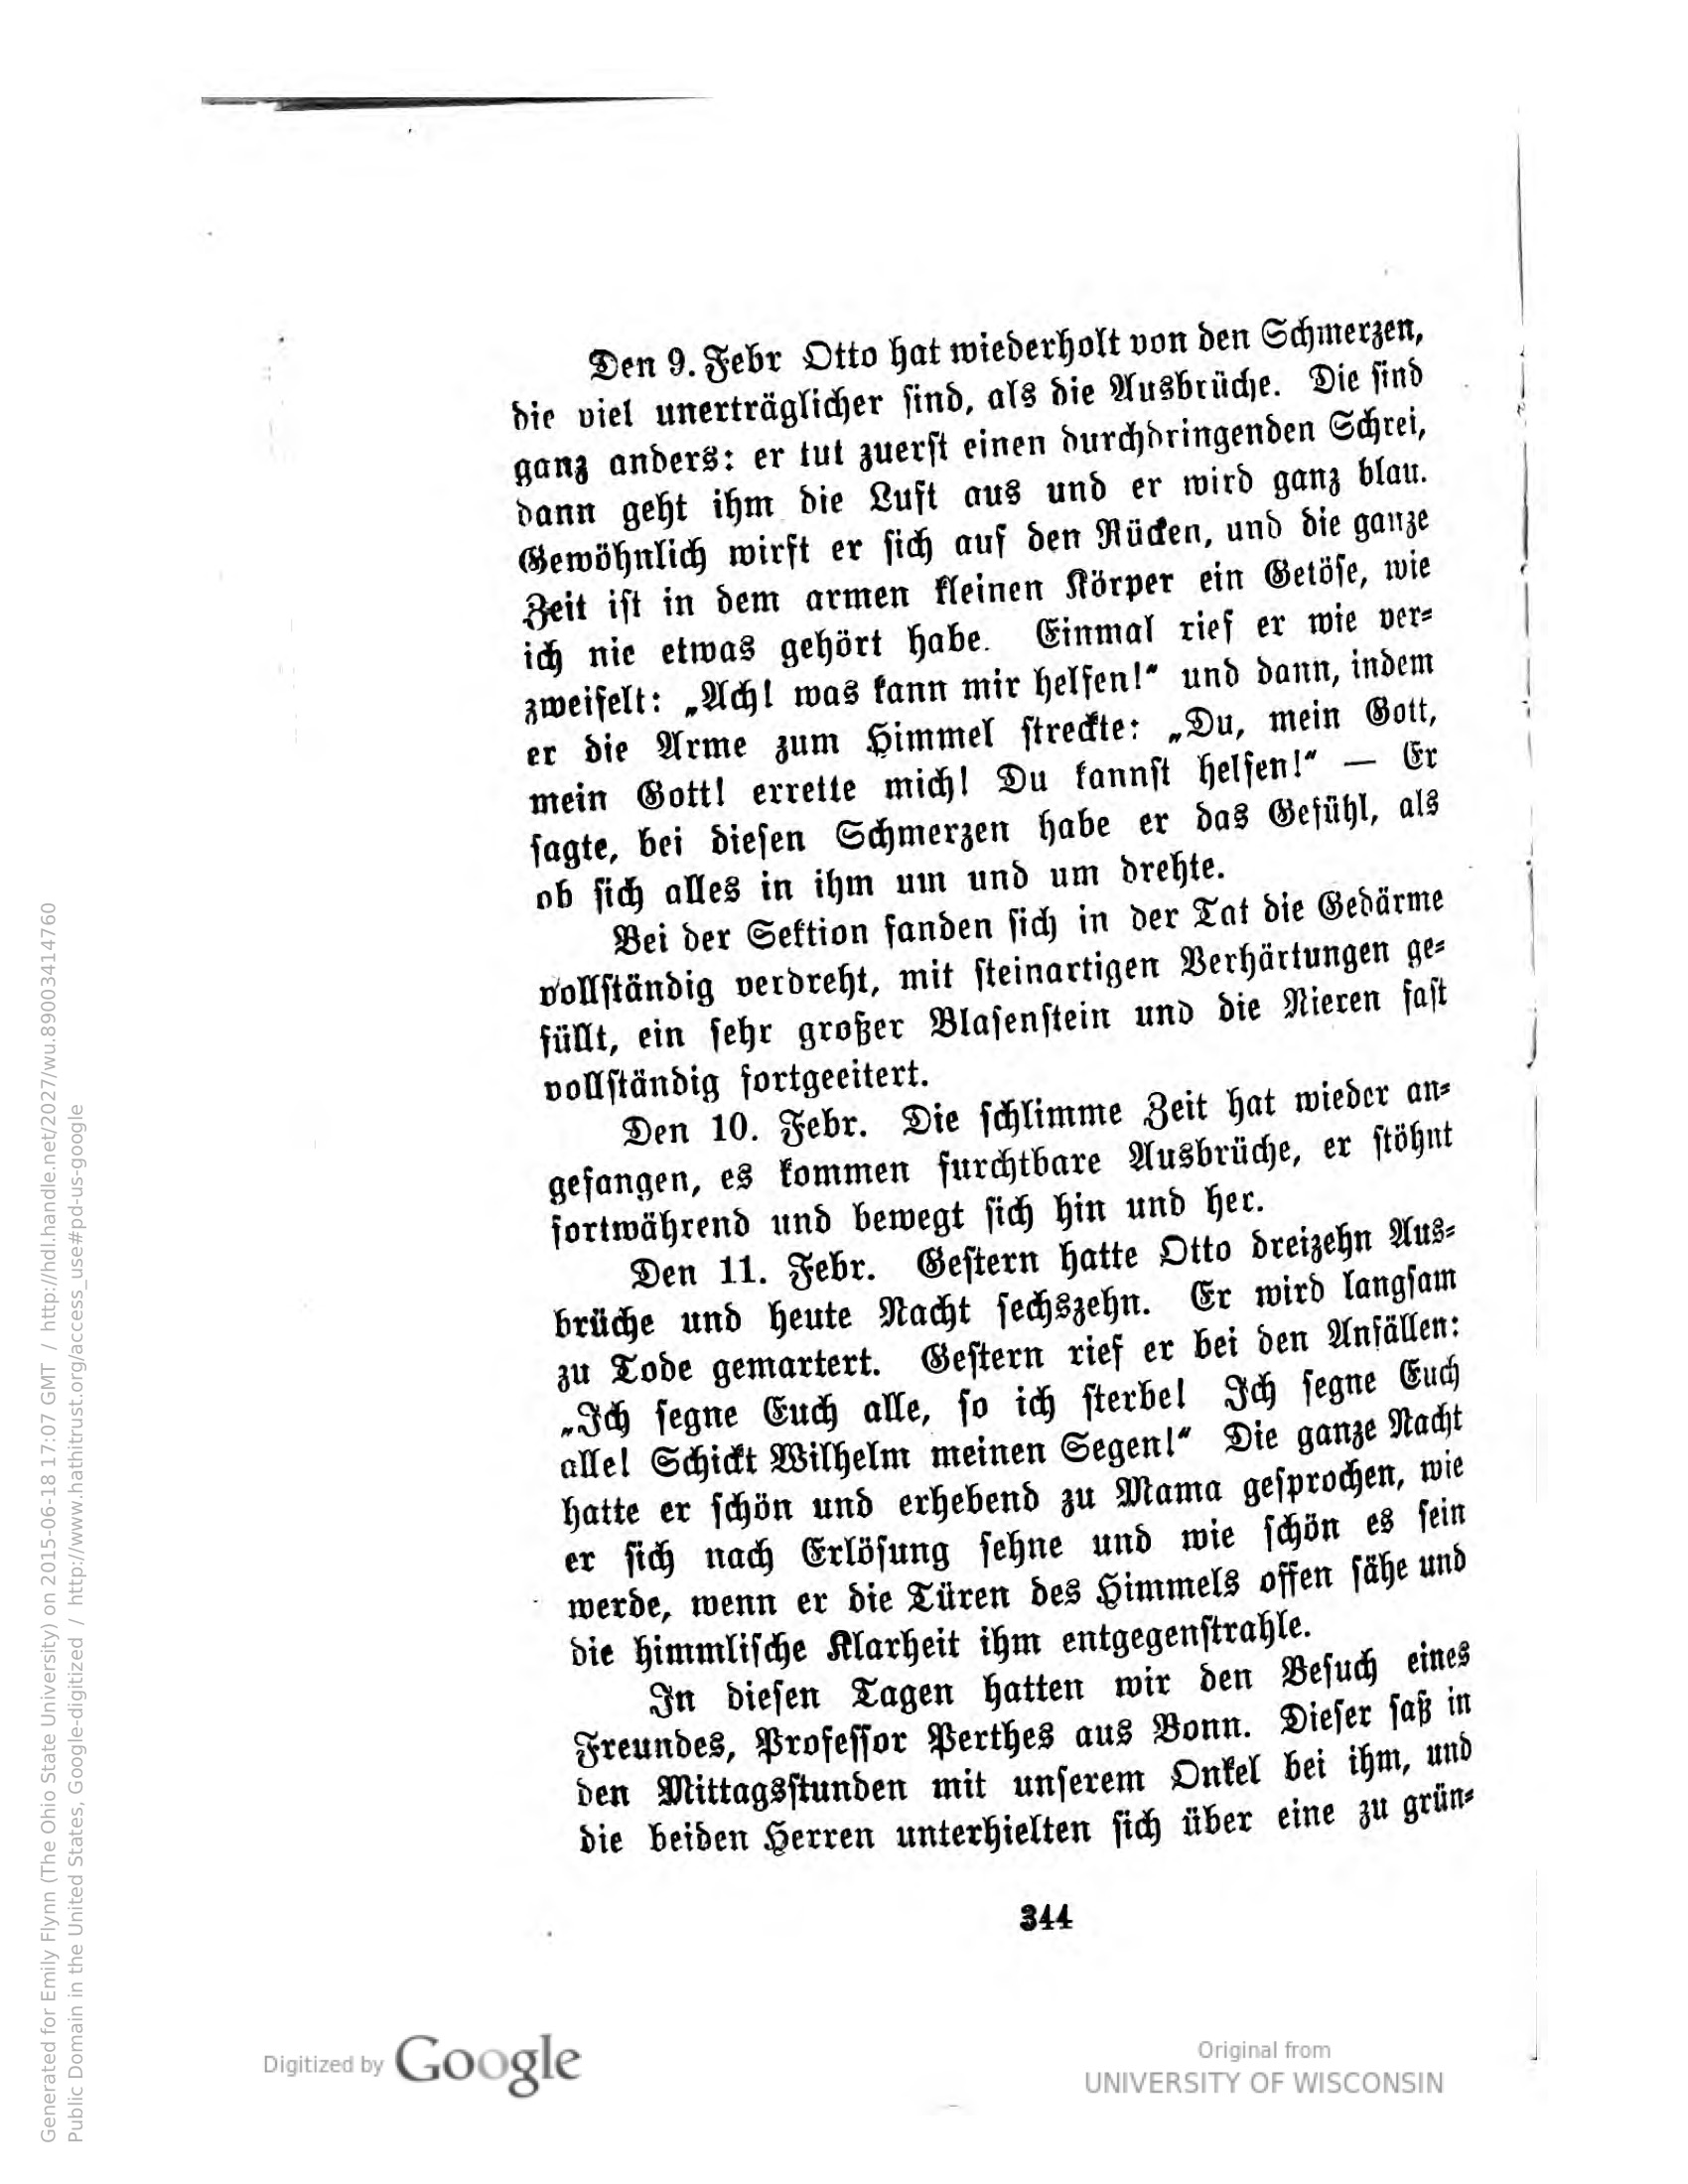 Den 9. Febr Otto hat wiederholt von den Schmerzen,
die viel unerträglicher sind, als die Ausbrüche. Die sind
ganz anders: er tut zuerst einen durchdringenden Schrei,
dann geht ihm die Luft aus und er wird ganz blau.
Gewöhnlich wirft er sich auf den Rücken, und die ganze
Zeit ist in dem armen kleinen Körper ein Getöse, wie
ich nie etwas gehört habe. Einmal rief er wie ver-
zweifelt: „Ach! was kann mir helfen!“ und dann, indem
er die Arme zum Himmel streckte: „Du, mein Gott,
mein Gott! errette mich! Du kannst helfen!“ — Er
sagte, bei diesen Schmerzen habe er das Gefühl, als
ob sich alles in ihm um und um drehte.
Bei der Sektion fanden sich in der Tat die Gedärme
vollständig verdreht, mit steinartigen Verhärtungen ge-
füllt, ein sehr großer Blasenstein und die Nieren fast
vollständig fortgeeitert.
Den 10. Febr. Die schlimme Zeit hat wieder an-
gefangen, es kommen furchtbare Ausbrüche, er stöhnt
fortwährend und bewegt sich hin und her.
Den 11. Febr. Gestern hatte Otto dreizehn Aus-
brüche und heute Nacht sechszehn. Er wird langsam
zu Tode gemartert. Gestern rief er bei den Anfällen:
„Ich segne Euch alle, so ich sterbe! Ich segne Euch
alle! Schickt Wilhelm meinen Segen!“ Die ganze Nacht
hatte er schön und erhebend zu Mama gesprochen, wie
er sich nach Erlösung sehne und wie schön es sein
werde, wenn er die Türen des Himmels offen sähe und
die himmlische Klarheit ihm entgegenstrahle.
In diesen Tagen hatten wir den Besuch eines
Freundes, Professor Perthes aus Bonn. Dieser saß in
den Mittagsstunden mit unserem Onkel bei ihm, und
die beiden Herren unterhielten sich über eine zu grün-
344
Digitized by Google
Original from
UNIVERSITY OF WISCONSIN
Generated for Emily Flynn (The Ohio State University) on 2015-06-18 17:07 GMT / http://hdl.handle.net/2027/wu.89003414760
Public Domain in the United States, Google-digitized / http://www.hathitrust.org/access_use#pd-us-google